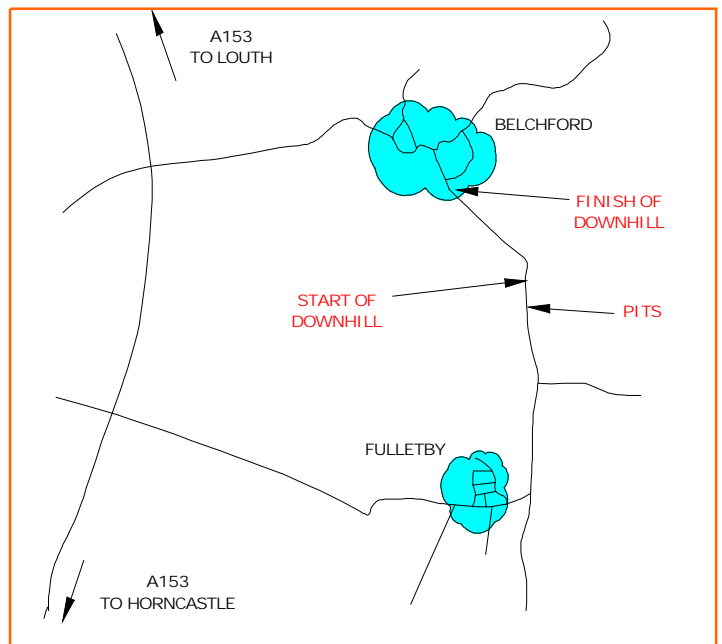 A153
TO LOUTH
BELCHFORD
FINISH OF
DOWNHILL
START OF
DOWNHILL
PITS
FULLETBY
A153
TO HORNCASTLE